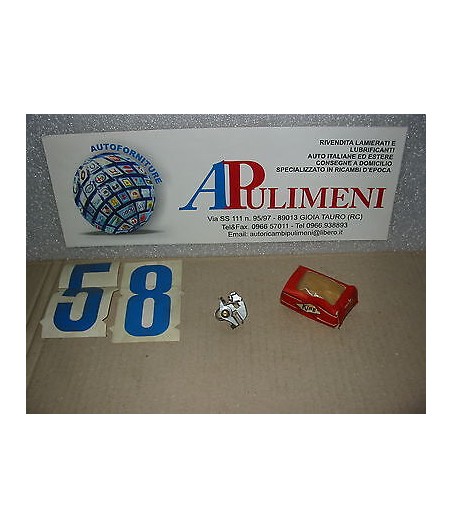 AUTOFORNITURE
RIVENDITA LAMIERATI E
LUBRIFICANTI
AUTO ITALIANE ED ESTERE
CONSEGNE A DOMICILIO
SPECIALIZZATO IN RICAMBI D'EPOCA
APULIMENI
Via SS 111 n. 95/97 - 89013 GIOIA TAURO (RC)
Tel&Fax. 0966 57011 - Tel 0966.938893
Email: autoricambipulimeni@libero.it
58